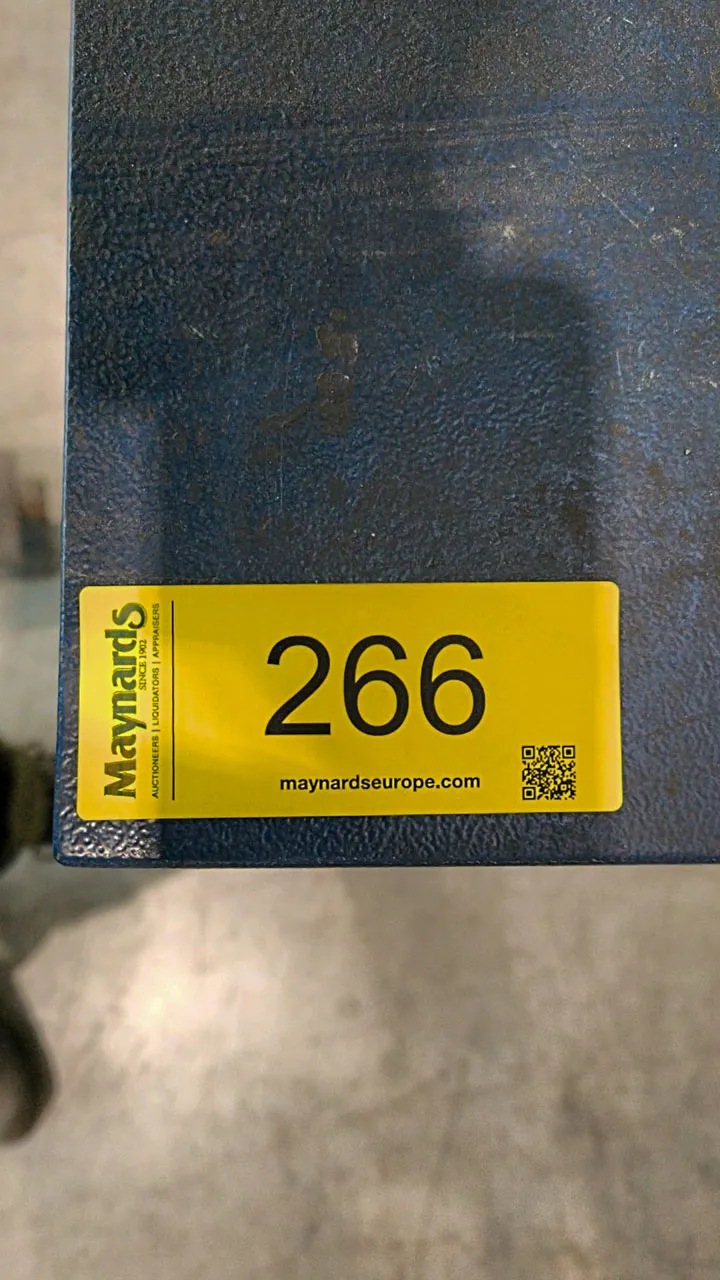 Maynards
SINCE 1902
AUCTIONEERS | LIQUIDATORS | APPRAISERS
266
maynardseurope.com